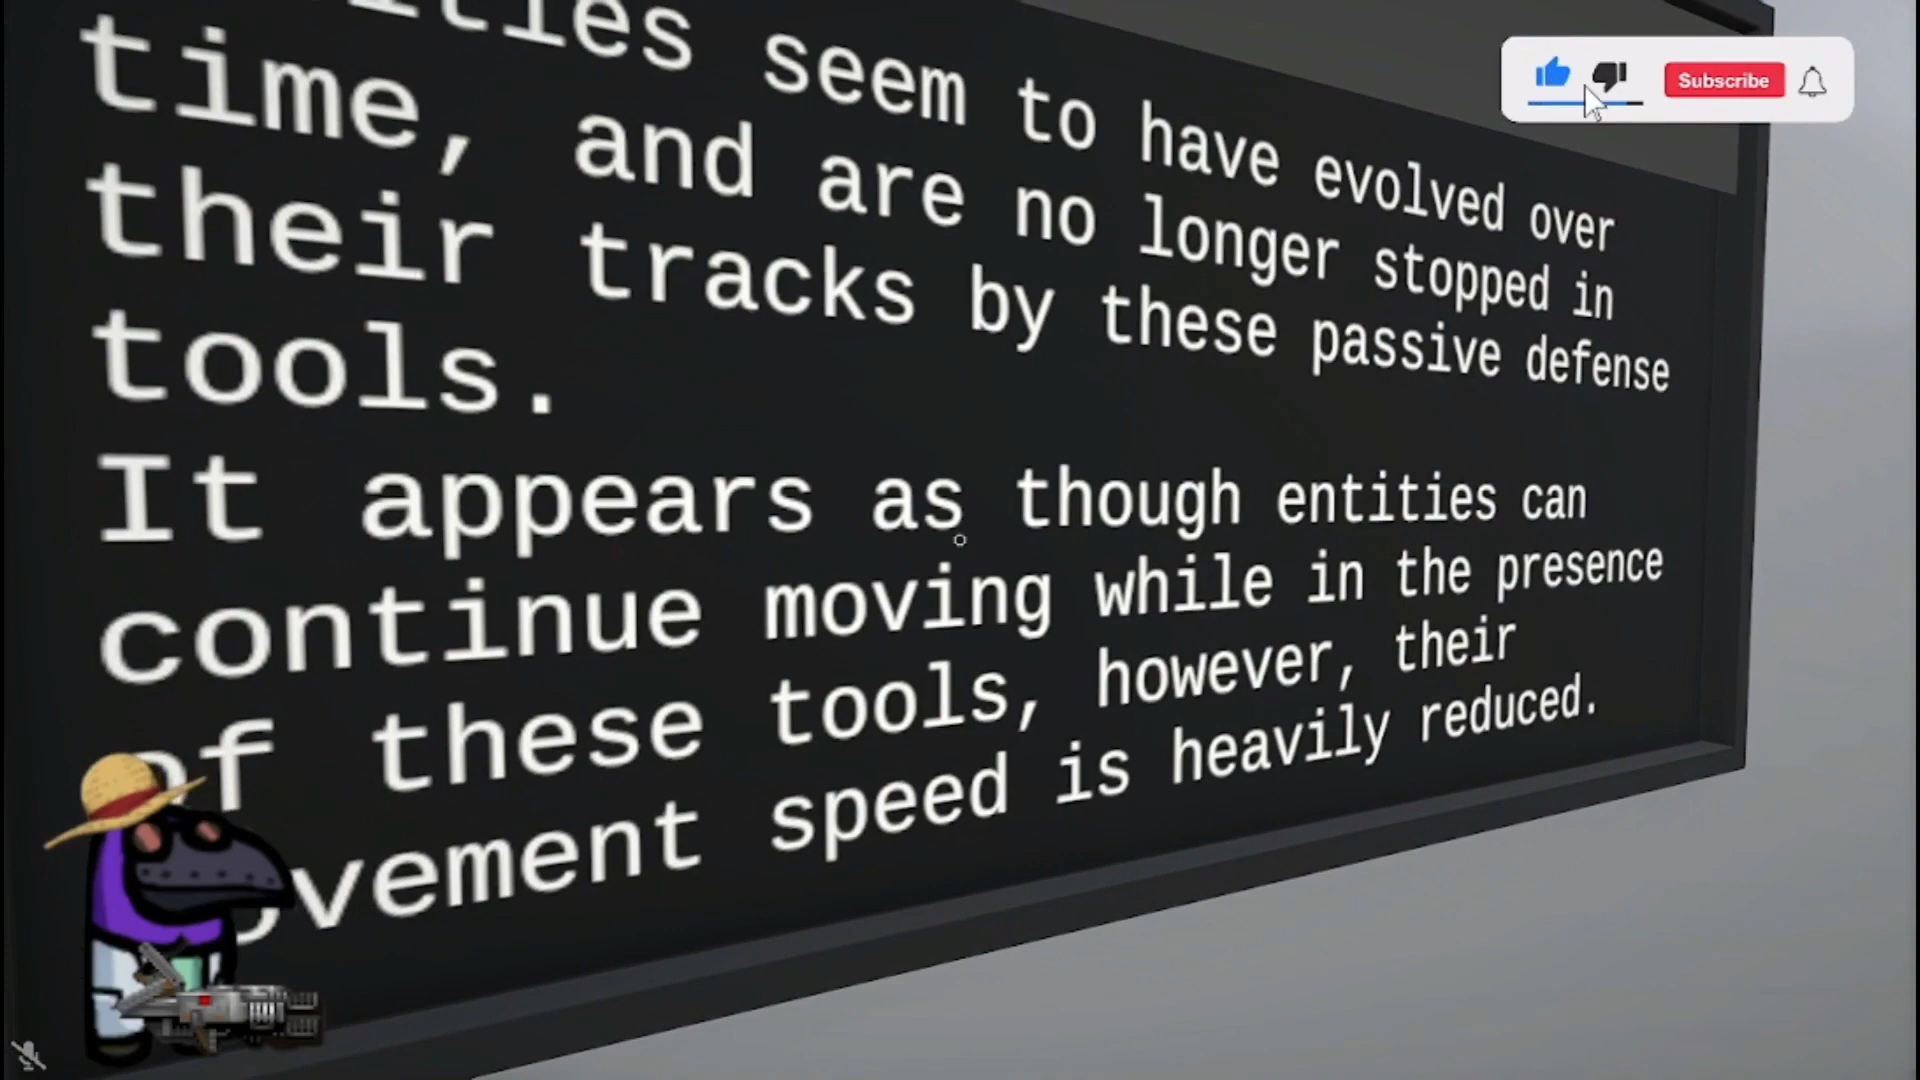 seem to have evolved over
time, and are no longer stopped in
their tracks by these passive defense
tools.
It appears as though entities can
continue moving while in the presence
of these tools, however, their
speed is heavily reduced.
Subscribe